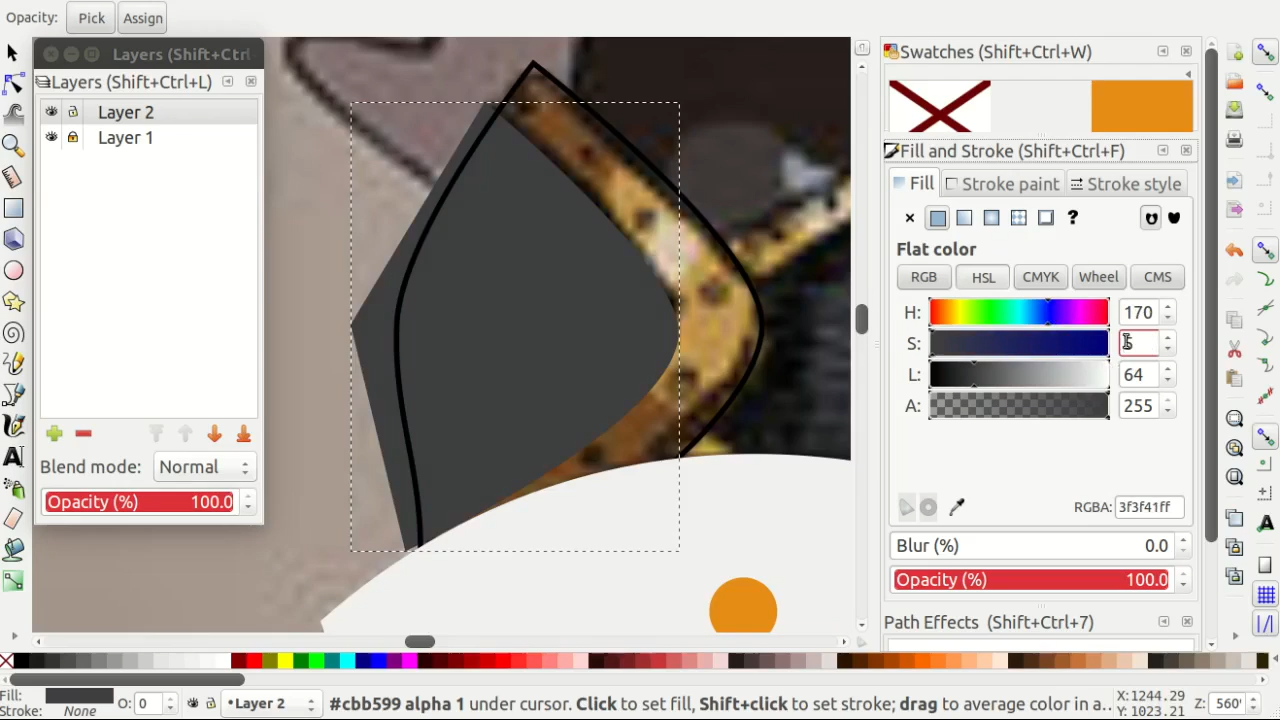 Opacity: Pick Assign
Layers (Shift+Ctrl
Layers (Shift+Ctrl+L)
Layer 2
Layer 1
Blend mode: Normal
Opacity (%) 100.0
Swatches (Shift+Ctrl+W)
Fill and Stroke (Shift+Ctrl+F)
Fill Stroke paint Stroke style
?
Flat color
RGB HSL CMYK Wheel CMS
H: 170
S:
L: 64
A: 255
RGBA: 3f3f41ff
Blur (%) 0.0
Opacity (%) 100.0
Path Effects (Shift+Ctrl+7)
Fill:
Stroke: None
O: 0
•Layer 2
#cbb599 alpha 1 under cursor. Click to set fill, Shift+click to set stroke; drag to average color in a..
X:1244.29
Y:1023.21
Z: 560